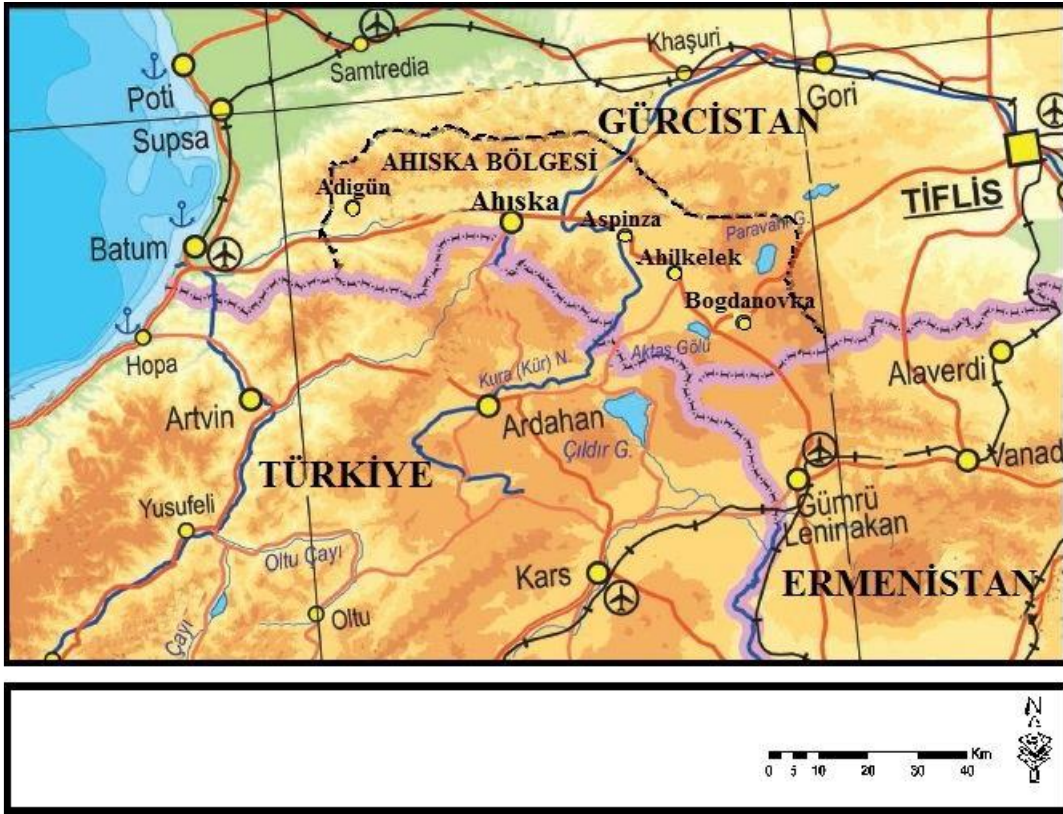 Khaşuri
Samtredia
Poti
Gori
Supsa
GÜRCİSTAN
AHISKA BÖLGESİ
Adigün
Ahıska
TİFLİS
Aspinza
Paravani G.
Batum
Ahilkelek
Bogdanovka
Hopa
Aktaş Gölü
Kura (Kür) N.
Alaverdi
Artvin
Ardahan
Çıldır G.
TÜRKİYE
Vanad
Gümrü
Leninakan
Yusufeli
Oltu Çayı
Kars
ERMENİSTAN
Oltu
Çayı
N
Km
0 5 10 20 30 40